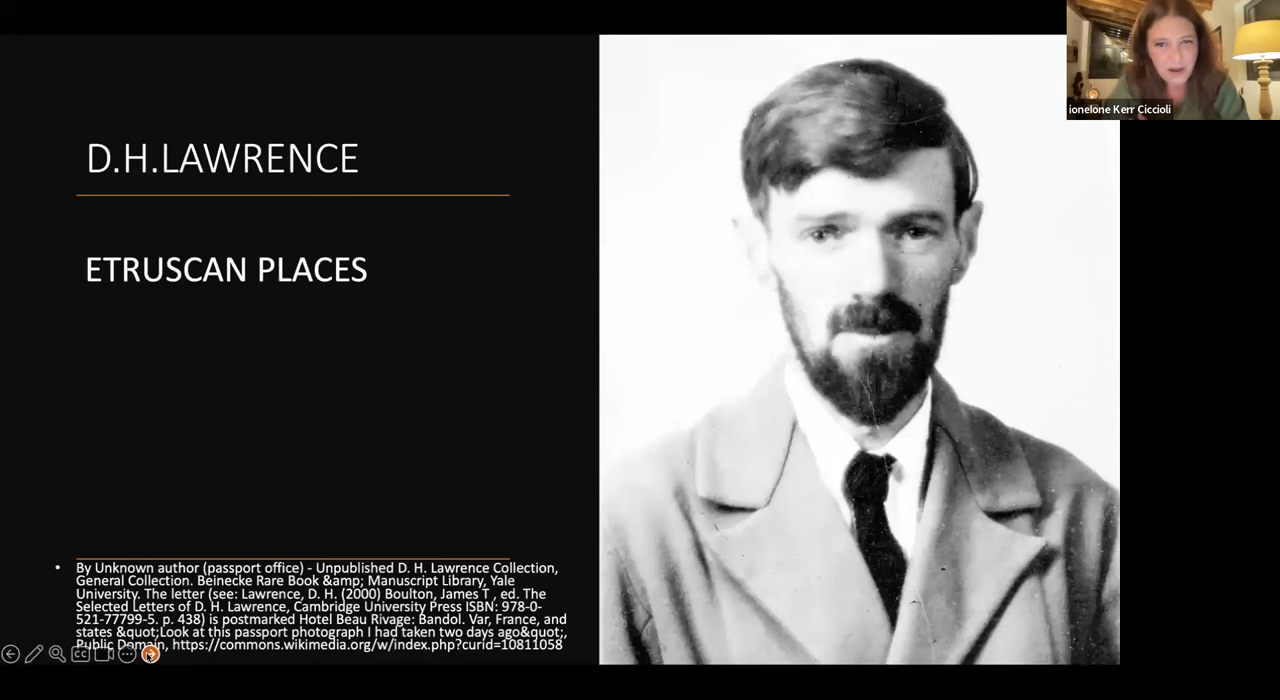 D.H.LAWRENCE
ETRUSCAN PLACES
• By Unknown author (passport office) - Unpublished D. H. Lawrence Collection,
General Collection. Beinecke Rare Book &amp; Manuscript Library, Yale
University. The letter (see: Lawrence, D. H. (2000) Boulton, James T , ed. The
Selected Letters of D. H. Lawrence, Cambridge University Press ISBN: 978-0-
521-77799-5. p. 438) is postmarked Hotel Beau Rivage: Bandol. Var, France, and
states &quot;Look at this passport photograph I had taken two days ago&quot;,
Public Domain, https://commons.wikimedia.org/w/index.php?curid=10811058
CC
ionelone Kerr Ciccioli